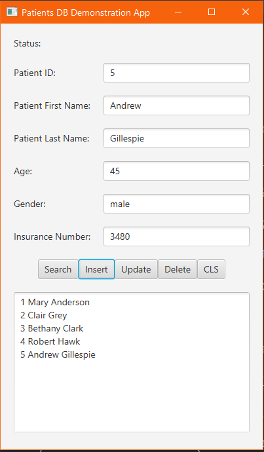 Patients DB Demonstration App
Status:
Patient ID: 5
Patient First Name: Andrew
Patient Last Name: Gillespie
Age: 45
Gender: male
Insurance Number: 3480
Search Insert Update Delete CLS
1 Mary Anderson
2 Clair Grey
3 Bethany Clark
4 Robert Hawk
5 Andrew Gillespie